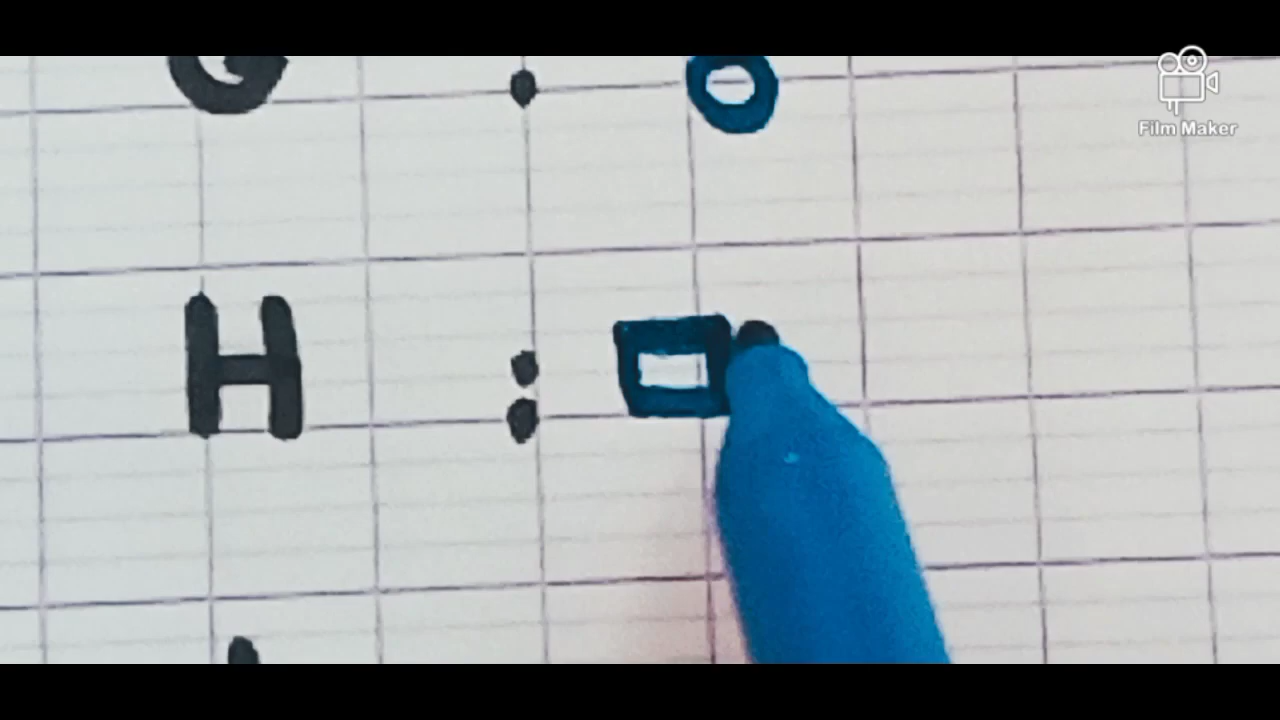 Film Maker
G :
H : □